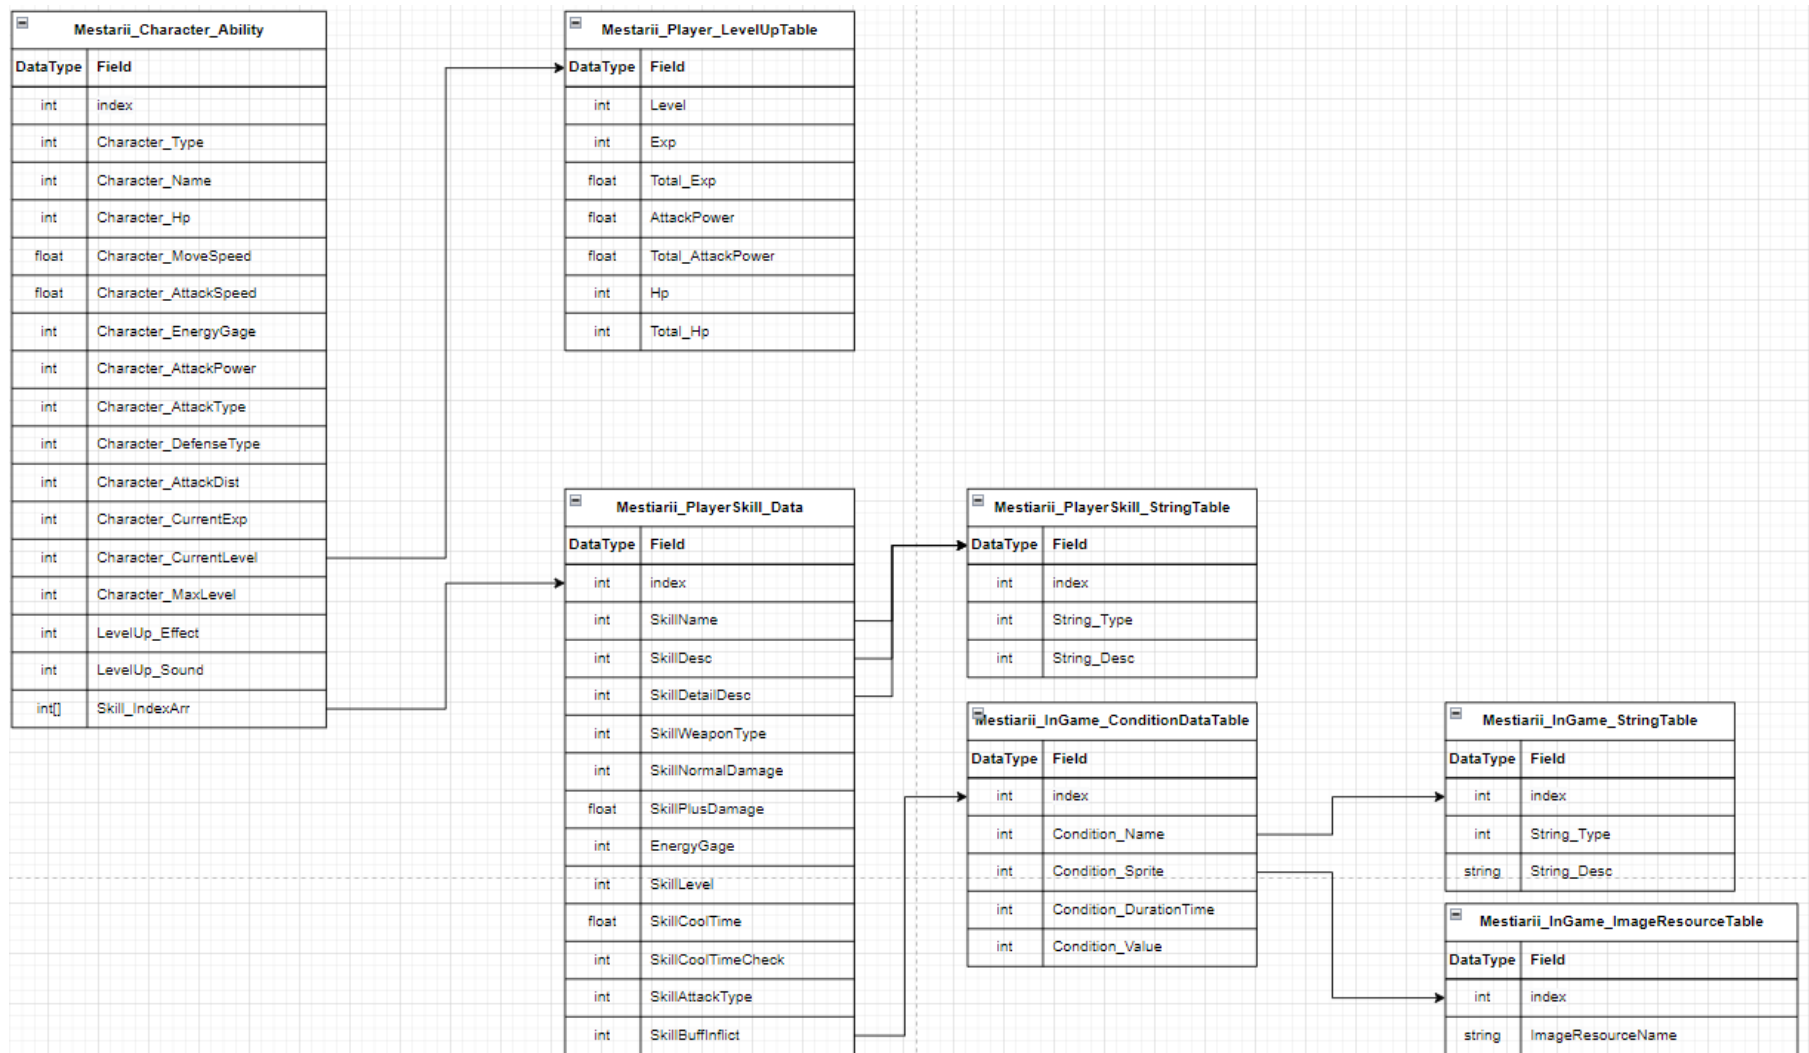 Mestarii_Character_Ability
DataType Field
int index
int Character_Type
int Character_Name
int Character_Hp
float Character_MoveSpeed
float Character_AttackSpeed
int Character_EnergyGage
int Character_AttackPower
int Character_AttackType
int Character_DefenseType
int Character_AttackDist
int Character_CurrentExp
int Character_CurrentLevel
int Character_MaxLevel
int LevelUp_Effect
int LevelUp_Sound
int[] Skill_IndexArr
Mestarii_Player_LevelUpTable
DataType Field
int Level
int Exp
float Total_Exp
float AttackPower
float Total_AttackPower
int Hp
int Total_Hp
Mestiarii_PlayerSkill_Data
DataType Field
int index
int SkillName
int SkillDesc
int SkillDetailDesc
int SkillWeaponType
int SkillNormalDamage
float SkillPlusDamage
int EnergyGage
int SkillLevel
float SkillCoolTime
int SkillCoolTimeCheck
int SkillAttackType
int SkillBuffInflict
Mestiarii_PlayerSkill_StringTable
DataType Field
int index
int String_Type
int String_Desc
Mestiarii_InGame_ConditionDataTable
DataType Field
int index
int Condition_Name
int Condition_Sprite
int Condition_DurationTime
int Condition_Value
Mestiarii_InGame_StringTable
DataType Field
int index
int String_Type
string String_Desc
Mestiarii_InGame_ImageResourceTable
DataType Field
int index
string ImageResourceName